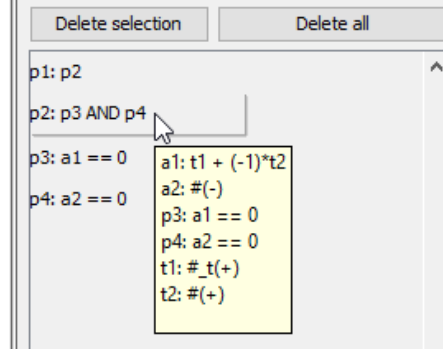 Delete selection
Delete all
p1: p2
p2: p3 AND p4
p3: a1 == 0
p4: a2 == 0
a1: t1 + (-1)*t2
a2: #(-)
p3: a1 == 0
p4: a2 == 0
t1: #_t(+)
t2: #(+)